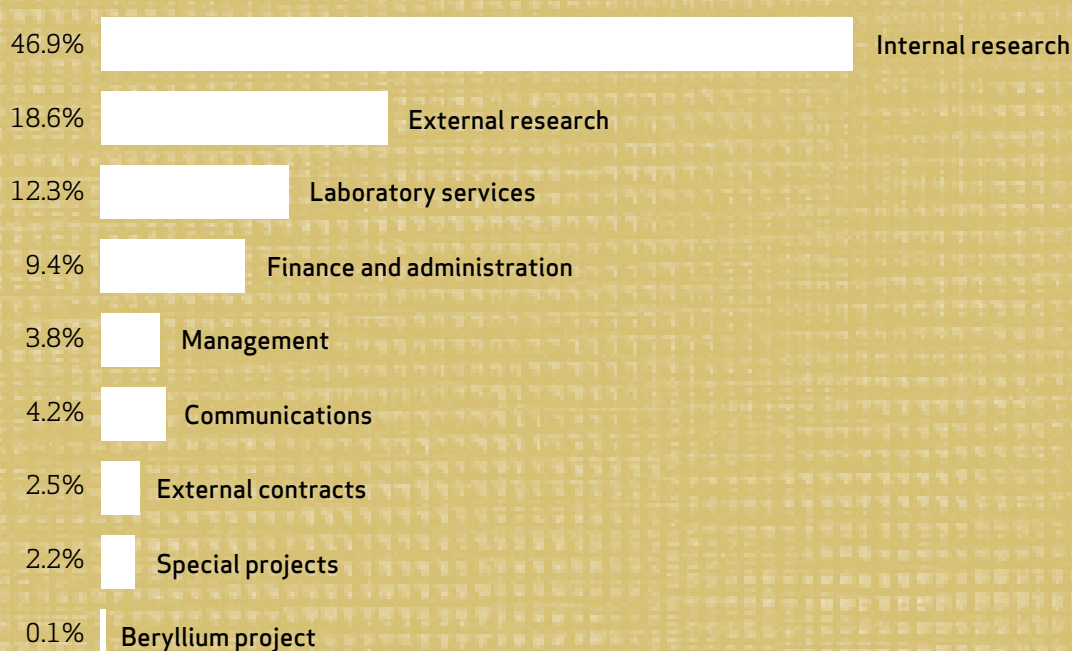 46.9% Internal research
18.6% External research
12.3% Laboratory services
9.4% Finance and administration
3.8% Management
4.2% Communications
2.5% External contracts
2.2% Special projects
0.1% Beryllium project